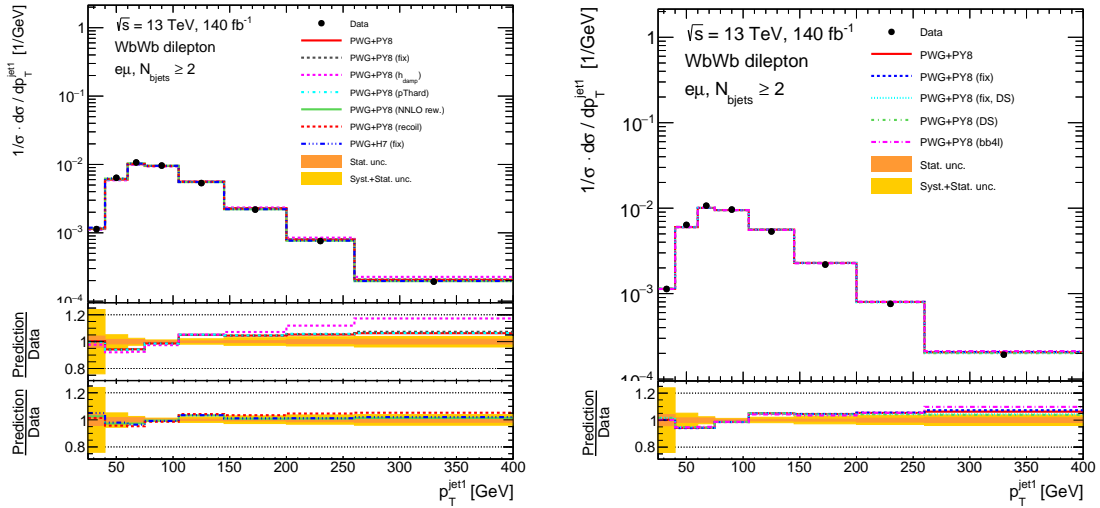 √s = 13 TeV, 140 fb⁻¹
WbWb dilepton
eμ, N_bjets ≥ 2
Data
PWG+PY8
PWG+PY8 (fix)
PWG+PY8 (h_damp)
PWG+PY8 (pThard)
PWG+PY8 (NNLO rew.)
PWG+PY8 (recoil)
PWG+H7 (fix)
Stat. unc.
Syst.+Stat. unc.
1/σ · dσ / dp_T^jet1 [1/GeV]
1
10⁻¹
10⁻²
10⁻³
10⁻⁴
Prediction
Data
1.2
1
0.8
Prediction
Data
1.2
1
0.8
50 100 150 200 250 300 350 400
p_T^jet1 [GeV]
√s = 13 TeV, 140 fb⁻¹
WbWb dilepton
eμ, N_bjets ≥ 2
Data
PWG+PY8
PWG+PY8 (fix)
PWG+PY8 (fix, DS)
PWG+PY8 (DS)
PWG+PY8 (bb4l)
Stat. unc.
Syst.+Stat. unc.
1/σ · dσ / dp_T^jet1 [1/GeV]
1
10⁻¹
10⁻²
10⁻³
10⁻⁴
Prediction
Data
1.2
1
0.8
50 100 150 200 250 300 350 400
p_T^jet1 [GeV]